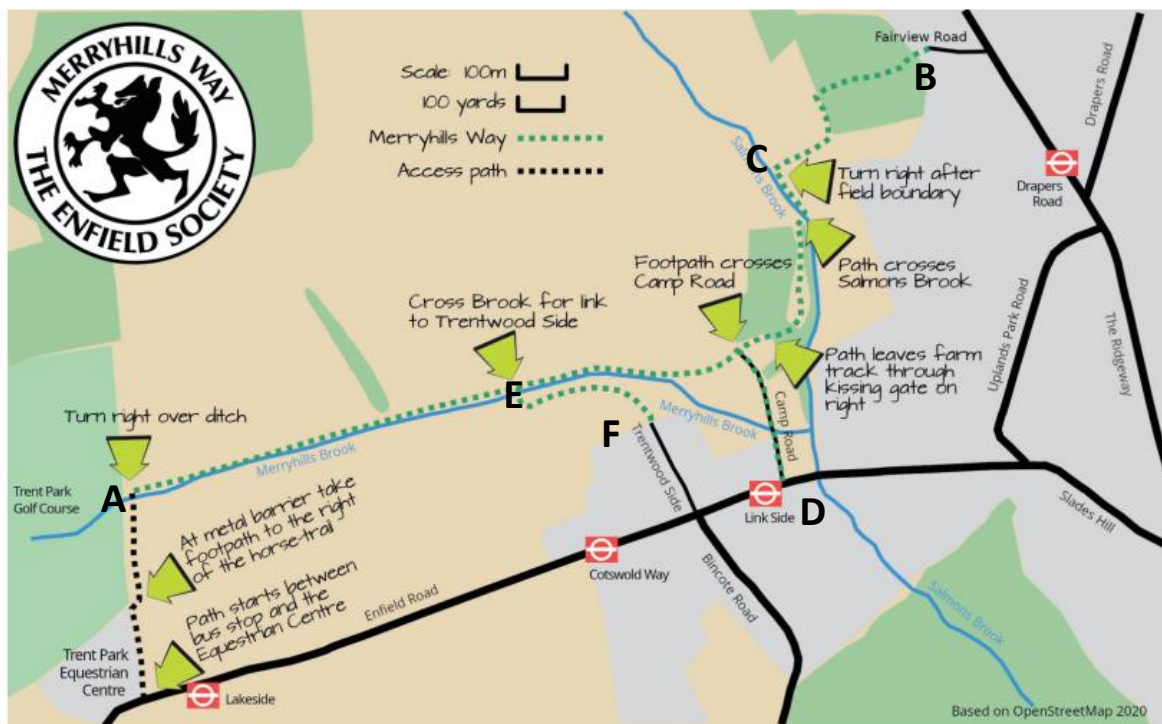 MERRYHILLS WAY
THE ENFIELD SOCIETY
Scale: 100m
100 yards
Merryhills Way
Access path
Fairview Road
B
Drapers Road
C
Salmons Brook
Turn right after
field boundary
Drapers
Road
Footpath crosses
Camp Road
Path crosses
Salmons Brook
Cross Brook for link
to Trentwood Side
Uplands Park Road
The Ridgeway
Path leaves farm
track through
kissing gate on
right
E
Turn right over ditch
Camp Road
F
Merryhills Brook
Merryhills Brook
Trentwood Side
Trent Park
Golf Course
A
Link Side
D
Slades Hill
At metal barrier take
footpath to the right
of the horse-trail
Cotswold Way
Bincote Road
Enfield Road
Path starts between
bus stop and the
Equestrian Centre
Salmons Brook
Trent Park
Equestrian
Centre
Lakeside
Based on OpenStreetMap 2020